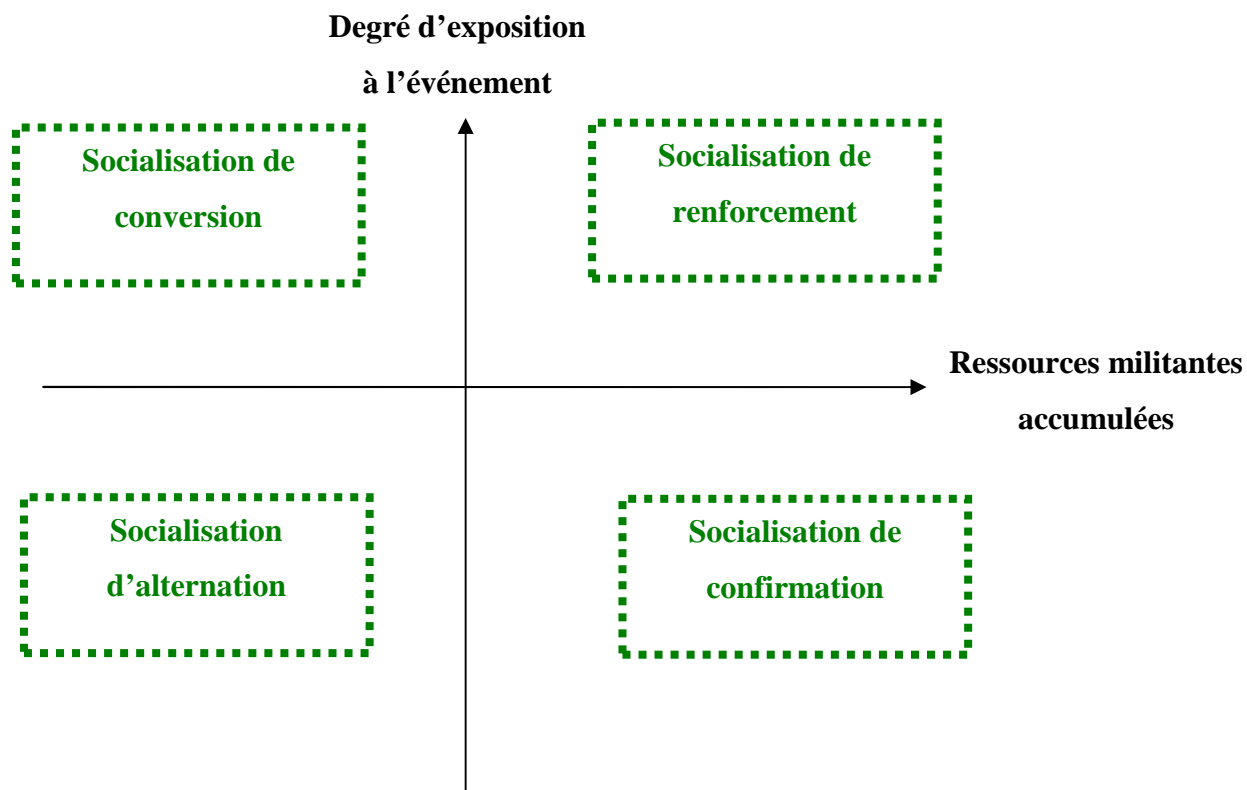 Degré d’exposition
à l’événement
Socialisation de
conversion
Socialisation de
renforcement
Ressources militantes
accumulées
Socialisation
d’alternation
Socialisation de
confirmation